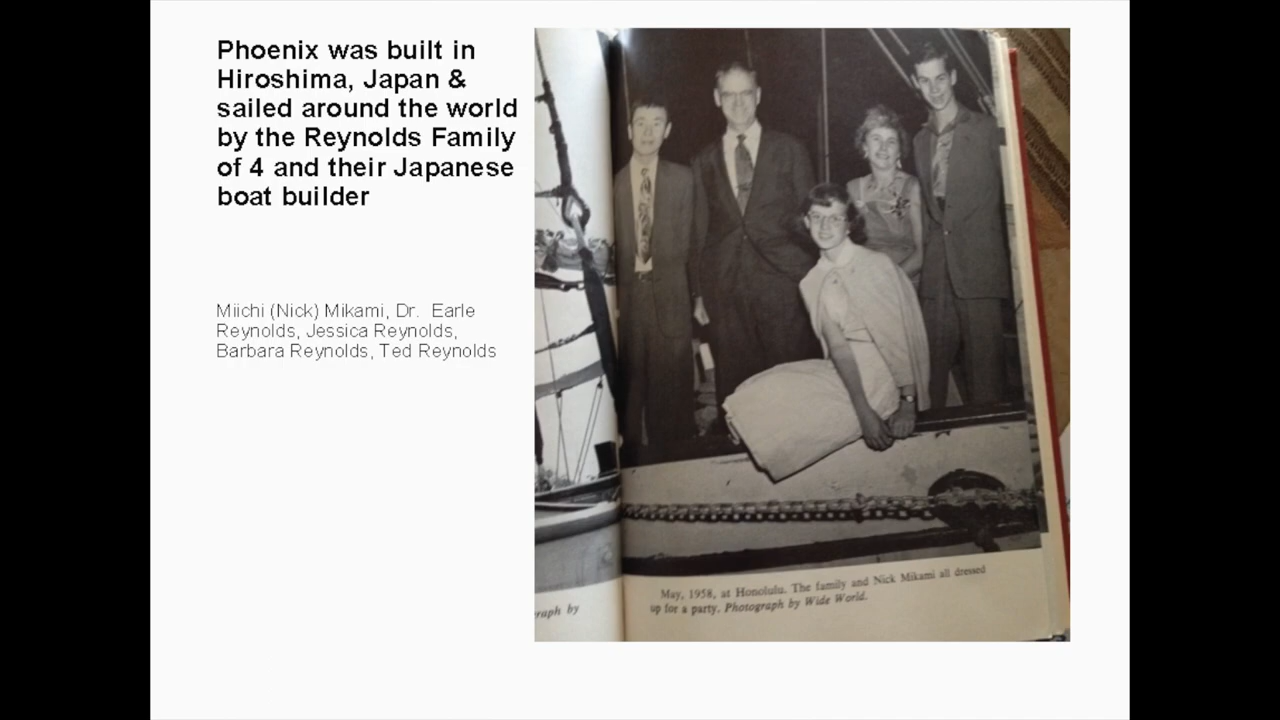 Phoenix was built in
Hiroshima, Japan &
sailed around the world
by the Reynolds Family
of 4 and their Japanese
boat builder
Miichi (Nick) Mikami, Dr.  Earle
Reynolds, Jessica Reynolds,
Barbara Reynolds, Ted Reynolds
May, 1958, at Honolulu. The family and Nick Mikami all dressed
up for a party. Photograph by Wide World.
raph by